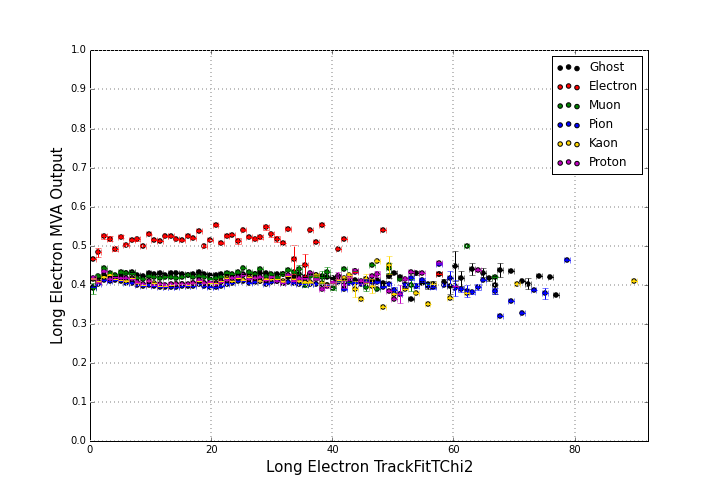 1.0
0.9
0.8
0.7
0.6
0.5
0.4
0.3
0.2
0.1
0.0
0
20
40
60
80
Long Electron MVA Output
Long Electron TrackFitTChi2
Ghost
Electron
Muon
Pion
Kaon
Proton